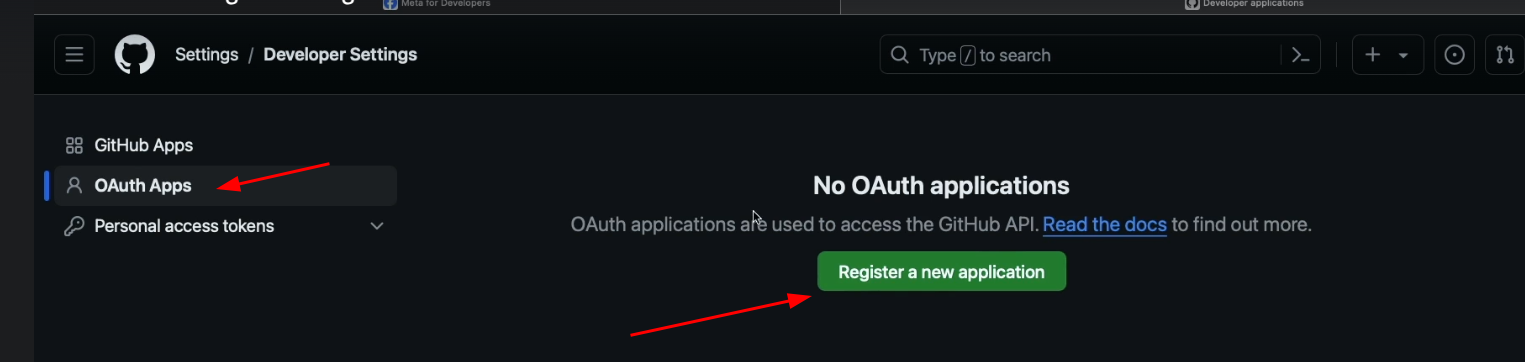 Meta for Developers
Developer applications
Settings / Developer Settings
Type / to search
GitHub Apps
OAuth Apps
Personal access tokens
No OAuth applications
OAuth applications are used to access the GitHub API. Read the docs to find out more.
Register a new application